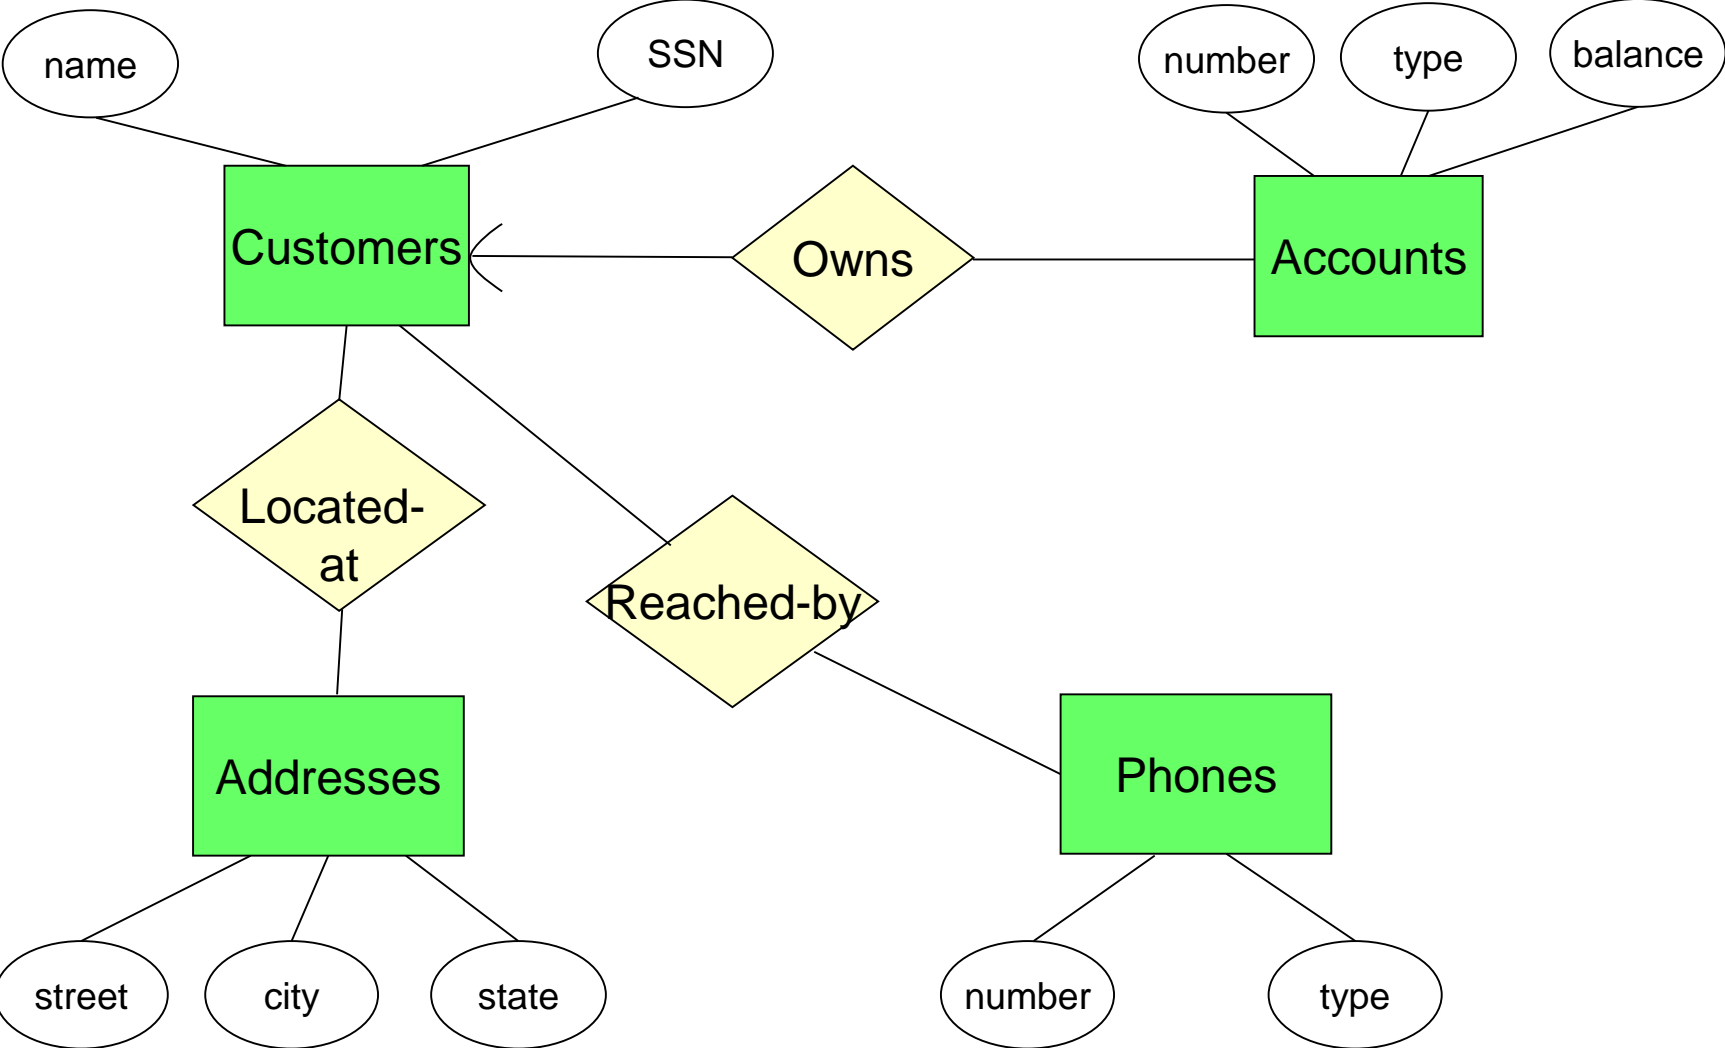 name
SSN
number
type
balance
Customers
Owns
Accounts
Located-
at
Reached-by
Addresses
Phones
street
city
state
number
type